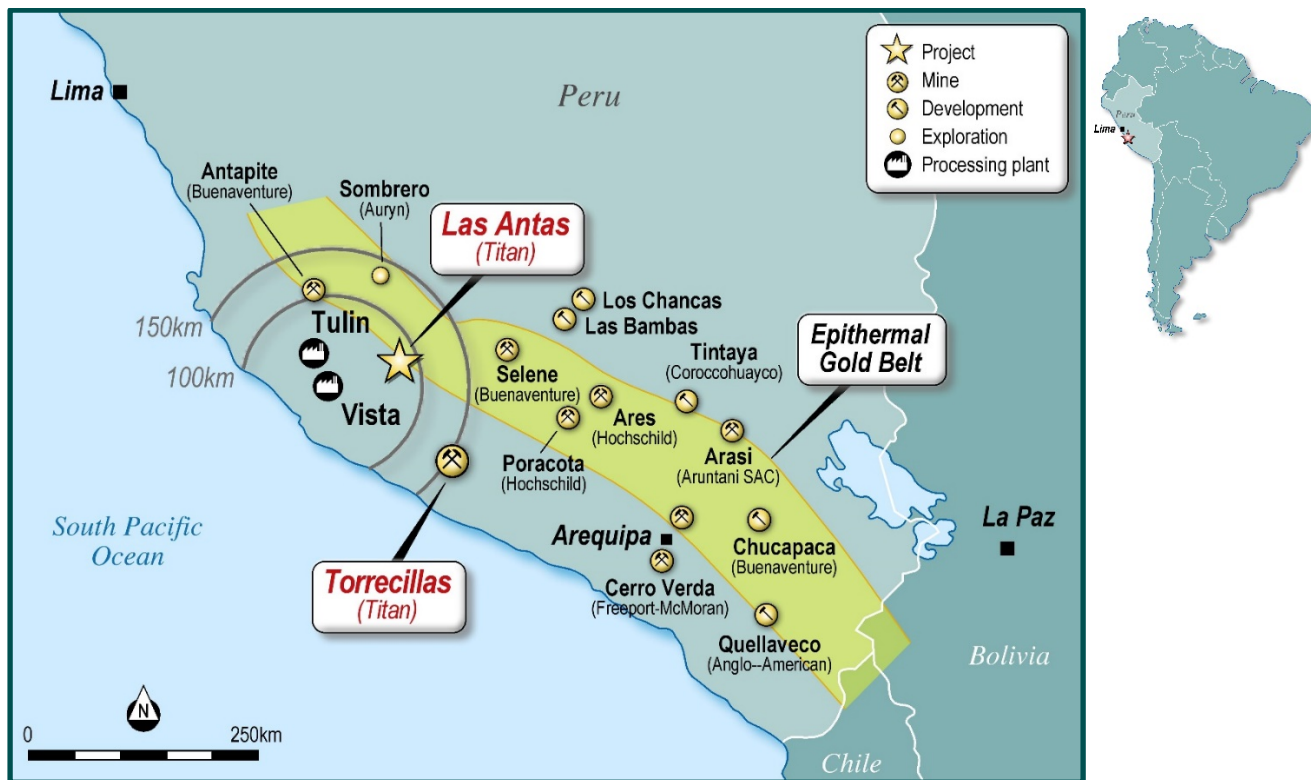 Lima
Peru
Project
Mine
Development
Exploration
Processing plant
Antapite
(Buenaventure)
Sombrero
(Auryn)
Las Antas
(Titan)
150km
100km
Tulin
Vista
Los Chancas
Las Bambas
Selene
(Buenaventure)
Tintaya
(Coroccohuayco)
Epithermal
Gold Belt
Ares
(Hochschild)
Poracota
(Hochschild)
Arasi
(Aruntani SAC)
South Pacific
Ocean
Torrecillas
(Titan)
Arequipa
Cerro Verda
(Freeport-McMoran)
Chucapaca
(Buenaventure)
La Paz
Quellaveco
(Anglo--American)
Bolivia
Chile
N
0
250km
Peru
Lima